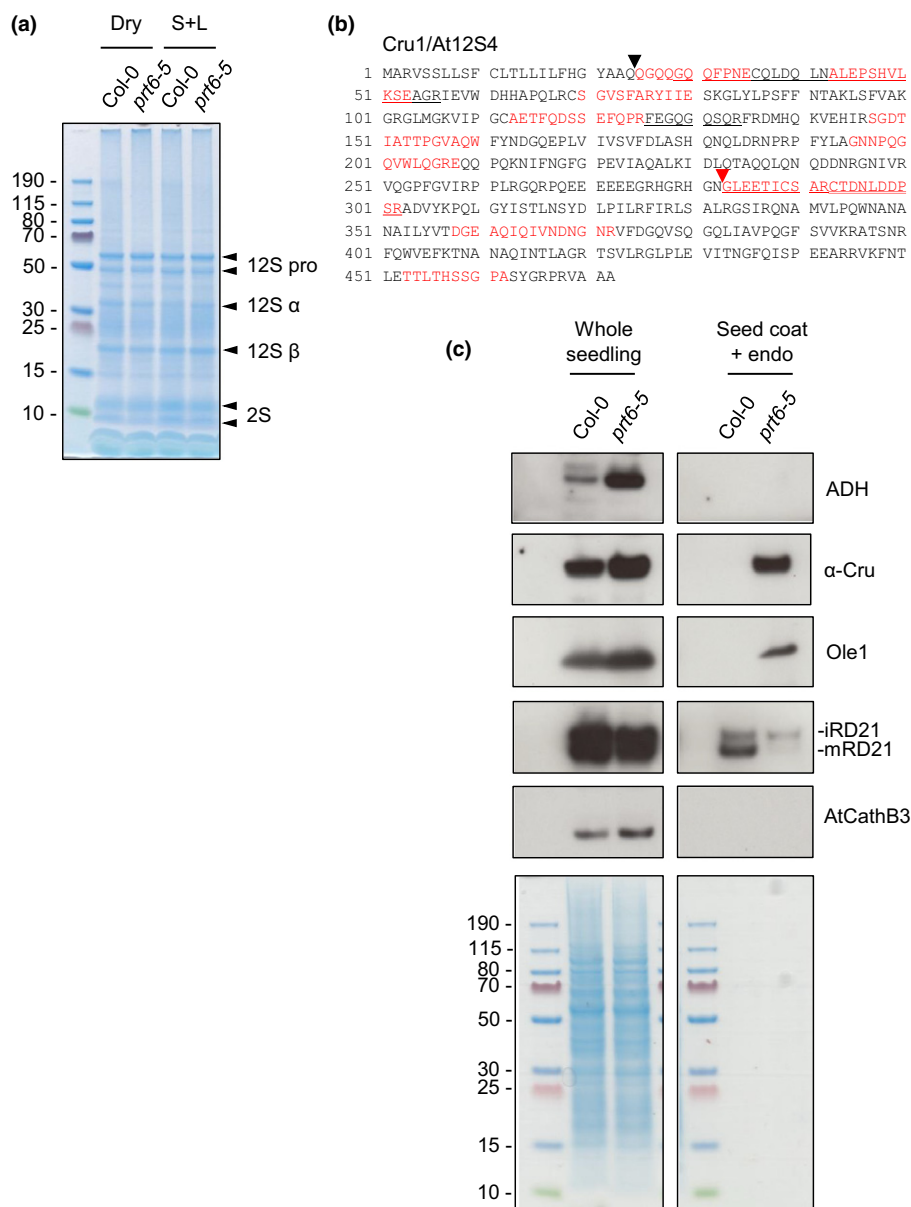 (a)
Dry S+L
Col-0 prt6-5 Col-0 prt6-5
190 -
115 -
80 -
70 -
50 -
30 -
25 -
15 -
10 -
12S pro
12S α
12S β
2S
(b)
Cru1/At12S4
1 MARVSSLLSF CLTLLILFHG YAAQQGQQGQ QFPNECQLDQ LNALEPSHVL
51 KSEAGRIEVW DHHAPQLRCS GVSFARYIIE SKGLYLPSFF NTAKLSFVAK
101 GRGLMGKVIP GCAETFQDSS EFQPRFEGQG QSQRFRDMHQ KVEHIRSGDT
151 IATTPGVAQW FYNDGQEPLV IVSVFDLASH QNQLDRNPRP FYLAGNNPQG
201 QVWLQGREQQ PQKNIFNGFG PEVIAQALKI DLQTAQQLQN QDDNRGNIVR
251 VQGPFGVIRP PLRGQRPQEE EEEEGRHGRH GNGLEETICS ARCTDNLDDP
301 SRADVYKPQL GYISTLNSYD LPILRFIRLS ALRGSIRQNA MVLPQWNANA
351 NAILYVTDGE AQIQIVNDNG NRVFDGQVSQ GQLIAVPQGF SVVKRATSNR
401 FQWVEFKTNA NAQINTLAGR TSVLRGLPLE VITNGFQISP EEARRVKFNT
451 LETTLTHSSG PASYGRPRVA AA
(c)
Whole seedling
Seed coat + endo
Col-0 prt6-5 Col-0 prt6-5
ADH
α-Cru
Ole1
-iRD21
-mRD21
AtCathB3
190 -
115 -
80 -
70 -
50 -
30 -
25 -
15 -
10 -